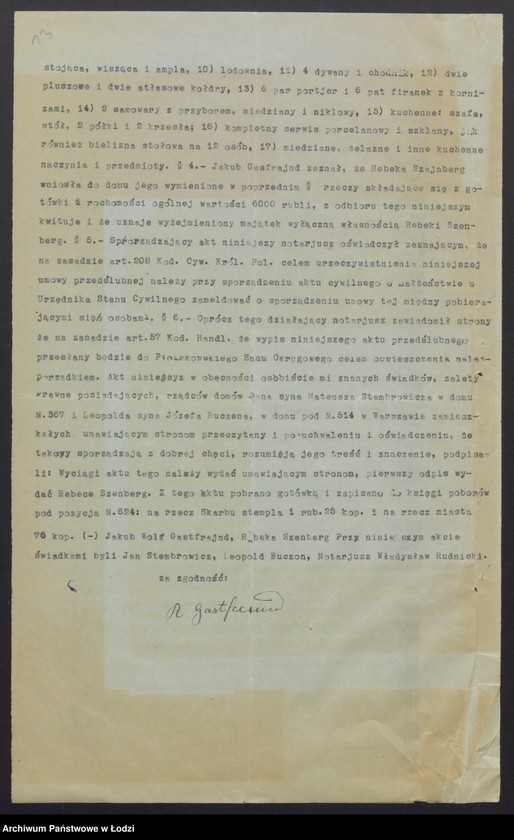 stojąca, wisząca i ampla, 10) lodownia, 11) 4 dywany i chodnik, 12) dwie
pluszowe i dwie atłasowe kołdry, 13) 6 par portjer i 6 pat firanek z korni-
zami, 14) 2 samowary z przyborem, miedziany i niklowy, 15) kuchenne: szafa,
stół, 2 półki i 2 krzesła; 16) kompletny serwis porcelanowy i szklany, jak
również bielizna stołowa na 12 osób, 17) miedziane, żelazne i inne kuchenne
naczynia i przedmioty. § 4.- Jakub Gasfrajnd zeznał, że Rebeka Szajnberg
wniosła do domu jego wymienione w poprzednim § rzeczy składające się z go-
tówki i rochomości ogólnej wartości 6000 rubli, z odbioru tego niniejszym
kwituje i że uznaje wyżejmieniony majątek wyłączną własnością Rebeki Szen-
berg. § 5.- Sporządzający akt niniejszy notarjusz oświadczył zeznającym, że
na zasadzie art.208 Kod. Cyw. Król. Pol. celem urzeczywistnienia niniejszej
umowy przedślubnej należy przy sporządzeniu aktu cywilnego o małżeństwie u
Urzędnika Stanu Cywilnego zameldować o sporządzeniu umowy tej między pobiera-
jącymi się osobami. § 6.- Oprócz tego działający notarjusz zawiadomił strony
że na zasadzie art.57 Kod. Handl. że wypis niniejszego aktu przedślubnego
przesłany będzie do Piotrkowskiego Sądu Okręgowego celem obwieszczenia
porządkiem. Akt niniejszy w obecności osobiście mi znanych świadków, zalety
prawne posiadających, rządców domów Jana syna Mateusza Stembrowicza w domu
N.367 i Leopolda syna Józefa Buczona, w domu pod N.514 w Warszawie zamiesz-
kałych, umawiającym stronom przeczytany i po uchwaleniu i oświadczeniu, że
takowy sporządzają z dobrej chęci, rozumiają jego treść i znaczenie, podpisa-
li: Wyciągi aktu tego należy wydać umawiającym stronom, pierwszy odpis wy-
dać Rebece Szenberg. Z tego aktu pobrano gotówką i zapisano do księgi poborów
pod pozycją N.624: na rzecz Skarbu stempla 1 rub.25 kop. i na rzecz miasta
75 kop. (-) Jakub Wolf Gastfrajnd, Rebeka Szenberg Przy niniejszym akcie
świadkami byli Jan Stembrowicz, Leopold Buczon, Notarjusz Władysław Rudnicki.
za zgodność:
Archiwum Państwowe w Łodzi